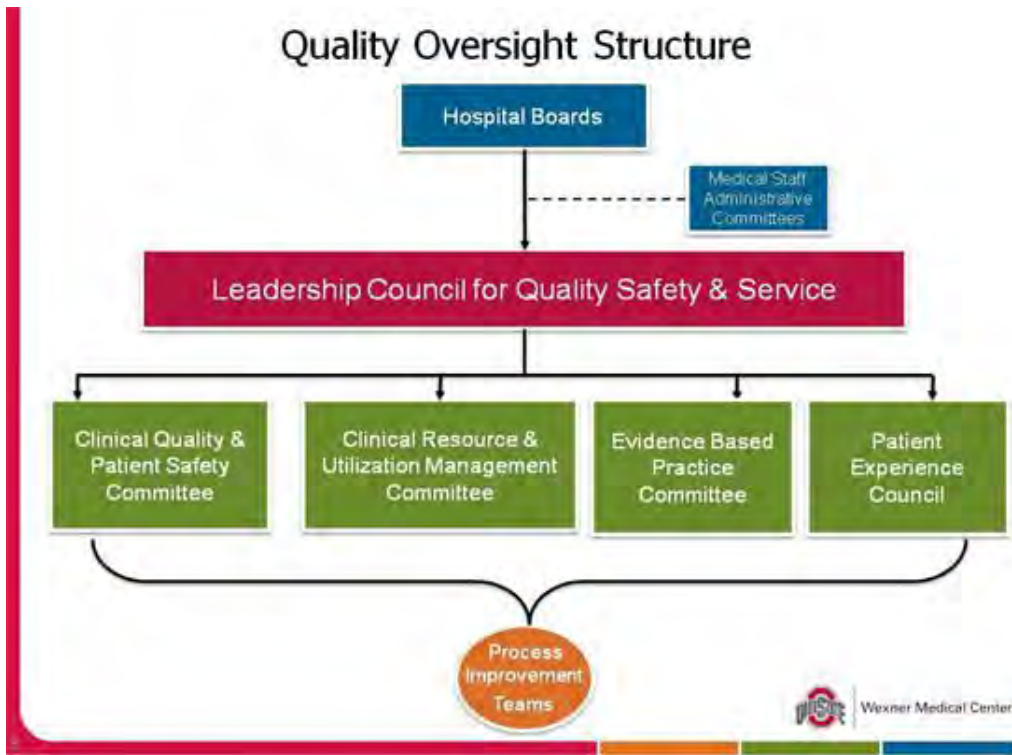 Quality Oversight Structure
Hospital Boards
Medical Staff
Administrative
Committees
Leadership Council for Quality Safety & Service
Clinical Quality &
Patient Safety
Committee
Clinical Resource &
Utilization Management
Committee
Evidence Based
Practice
Committee
Patient
Experience
Council
Process
Improvement
Teams
Wexner Medical Center